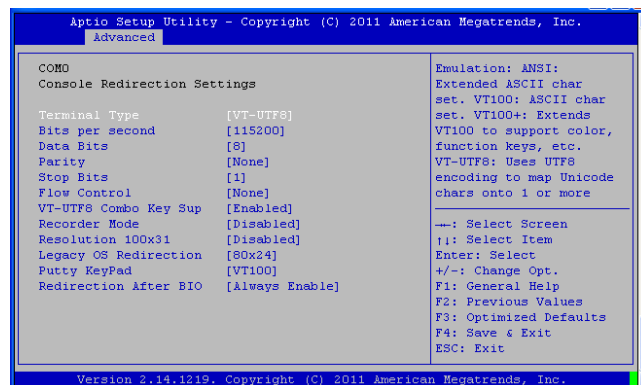 Aptio Setup Utility - Copyright (C) 2011 American Megatrends, Inc.
Advanced
COM0
Console Redirection Settings
Terminal Type [VT-UTF8]
Bits per second [115200]
Data Bits [8]
Parity [None]
Stop Bits [1]
Flow Control [None]
VT-UTF8 Combo Key Sup [Enabled]
Recorder Mode [Disabled]
Resolution 100x31 [Disabled]
Legacy OS Redirection [80x24]
Putty KeyPad [VT100]
Redirection After BIO [Always Enable]
Emulation: ANSI:
Extended ASCII char
set. VT100: ASCII char
set. VT100+: Extends
VT100 to support color,
function keys, etc.
VT-UTF8: Uses UTF8
encoding to map Unicode
chars onto 1 or more
→←: Select Screen
↑↓: Select Item
Enter: Select
+/-: Change Opt.
F1: General Help
F2: Previous Values
F3: Optimized Defaults
F4: Save & Exit
ESC: Exit
Version 2.14.1219. Copyright (C) 2011 American Megatrends, Inc.